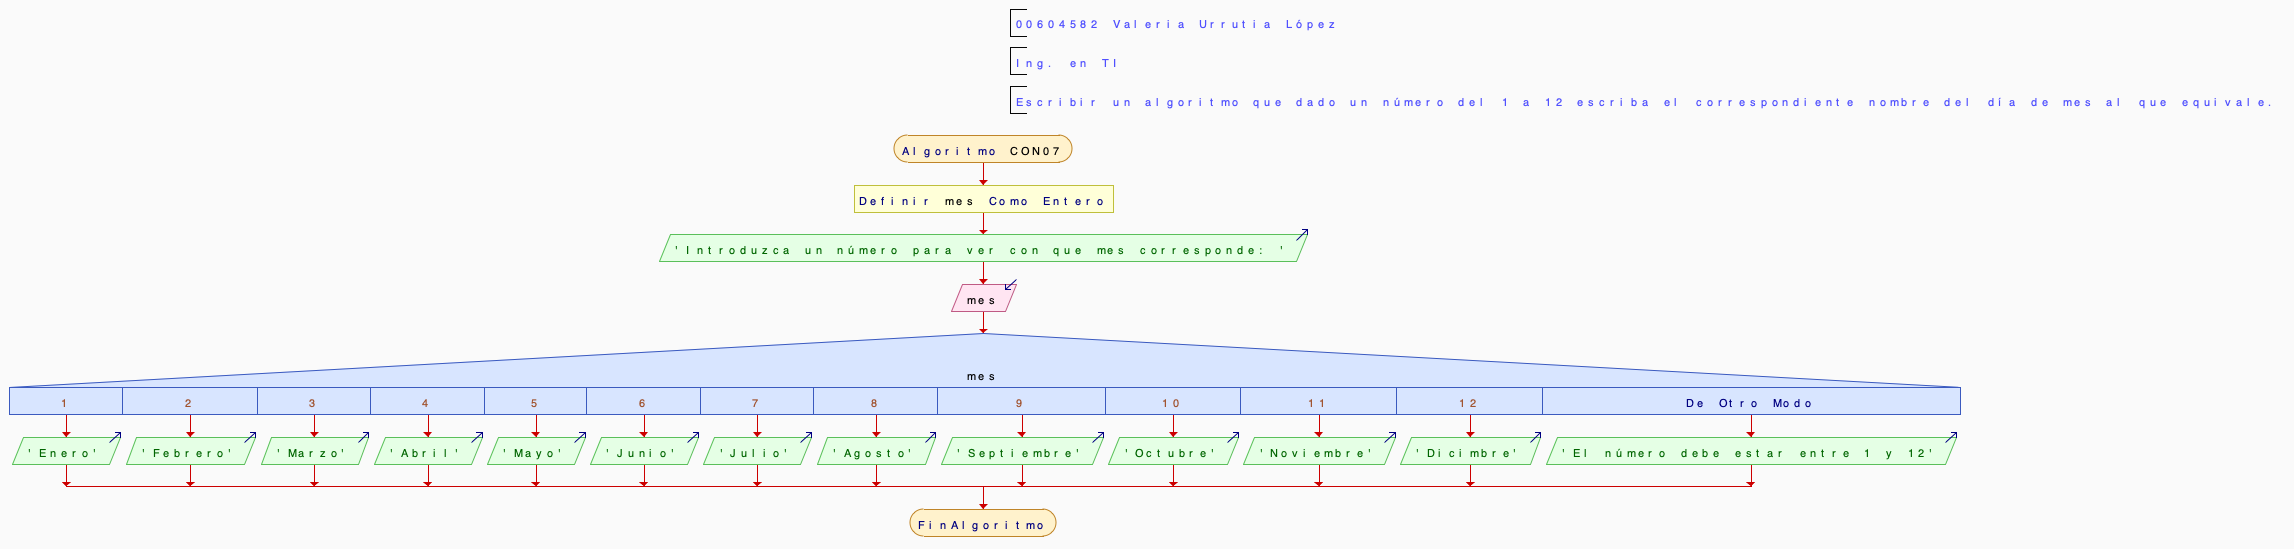 00604582 Valeria Urrutia López
Ing. en TI
Escribir un algoritmo que dado un número del 1 a 12 escriba el correspondiente nombre del día de mes al que equivale.
Algoritmo CON07
Definir mes Como Entero
'Introduzca un número para ver con que mes corresponde: '
mes
mes
1 2 3 4 5 6 7 8 9 10 11 12 De Otro Modo
'Enero' 'Febrero' 'Marzo' 'Abril' 'Mayo' 'Junio' 'Julio' 'Agosto' 'Septiembre' 'Octubre' 'Noviembre' 'Dicimbre' 'El número debe estar entre 1 y 12'
FinAlgoritmo